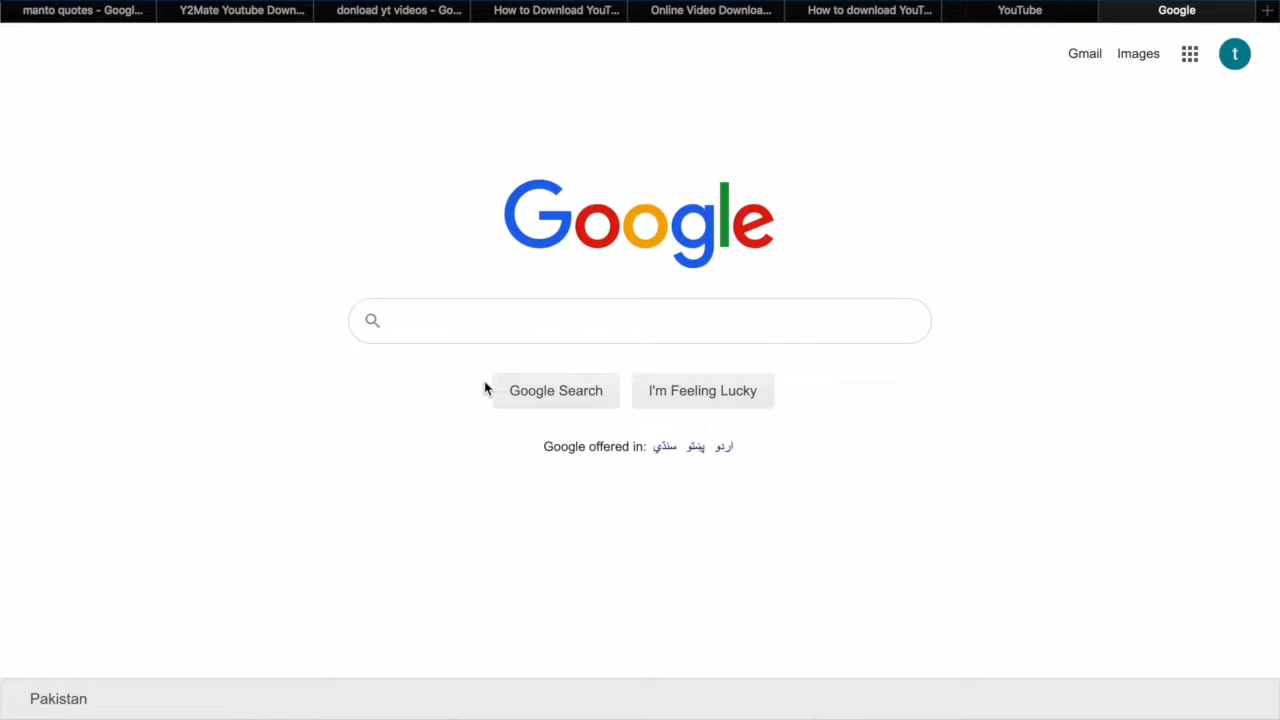 manto quotes - Googl... Y2Mate Youtube Down... donload yt videos - Go... How to Download YouT... Online Video Downloa... How to download YouT... YouTube Google
Gmail Images t
Google
Google Search I'm Feeling Lucky
Google offered in: اردو پښتو سنڌي
Pakistan